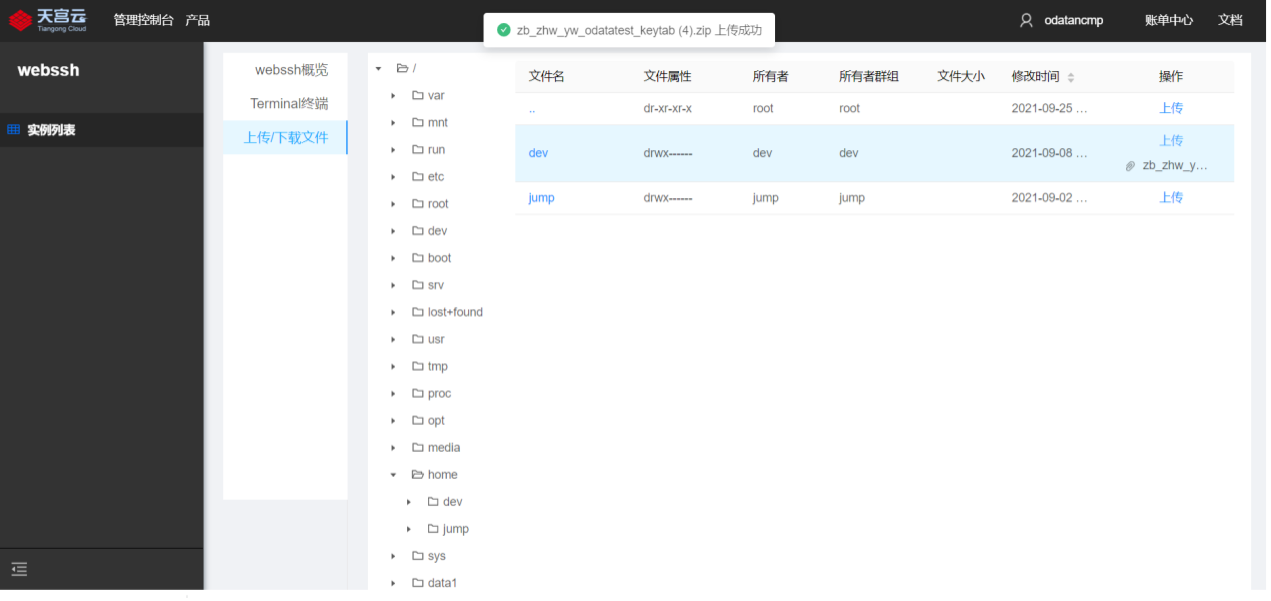 天宫云
Tiangong Cloud
管理控制台 产品
zb_zhw_yw_odatatest_keytab (4).zip 上传成功
odatancmp 账单中心 文档
webssh
实例列表
webssh概览
Terminal终端
上传/下载文件
/
var
mnt
run
etc
root
dev
boot
srv
lost+found
usr
tmp
proc
opt
media
home
dev
jump
sys
data1
文件名 文件属性 所有者 所有者群组 文件大小 修改时间 操作
.. dr-xr-xr-x root root 2021-09-25 ... 上传
dev drwx------ dev dev 2021-09-08 ... 上传
zb_zhw_y...
jump drwx------ jump jump 2021-09-02 ... 上传